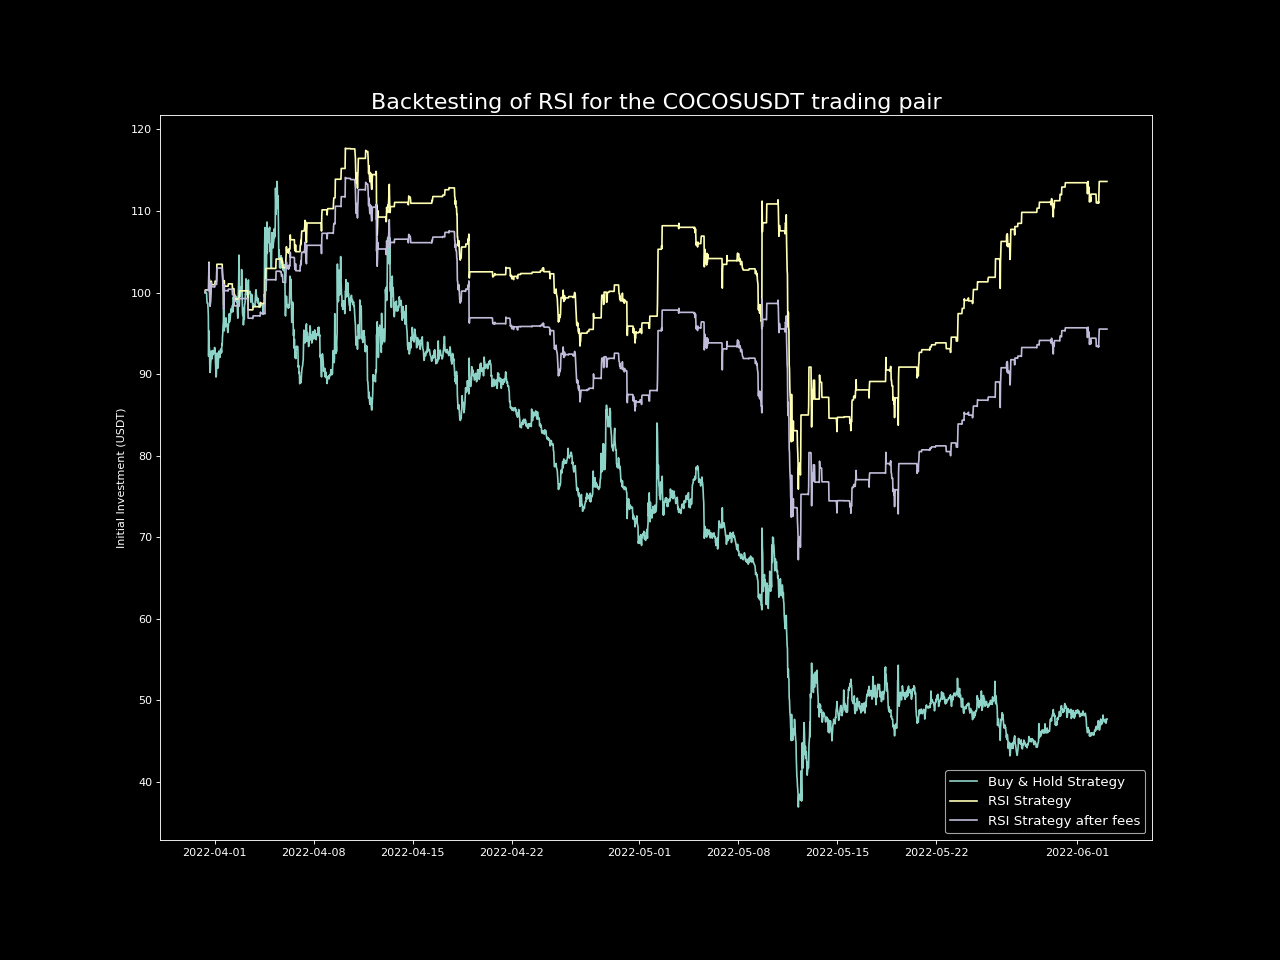 Backtesting of RSI for the COCOSUSDT trading pair
120
110
100
90
80
70
60
50
40
Initial Investment (USDT)
Buy & Hold Strategy
RSI Strategy
RSI Strategy after fees
2022-04-01 2022-04-08 2022-04-15 2022-04-22 2022-05-01 2022-05-08 2022-05-15 2022-05-22 2022-06-01